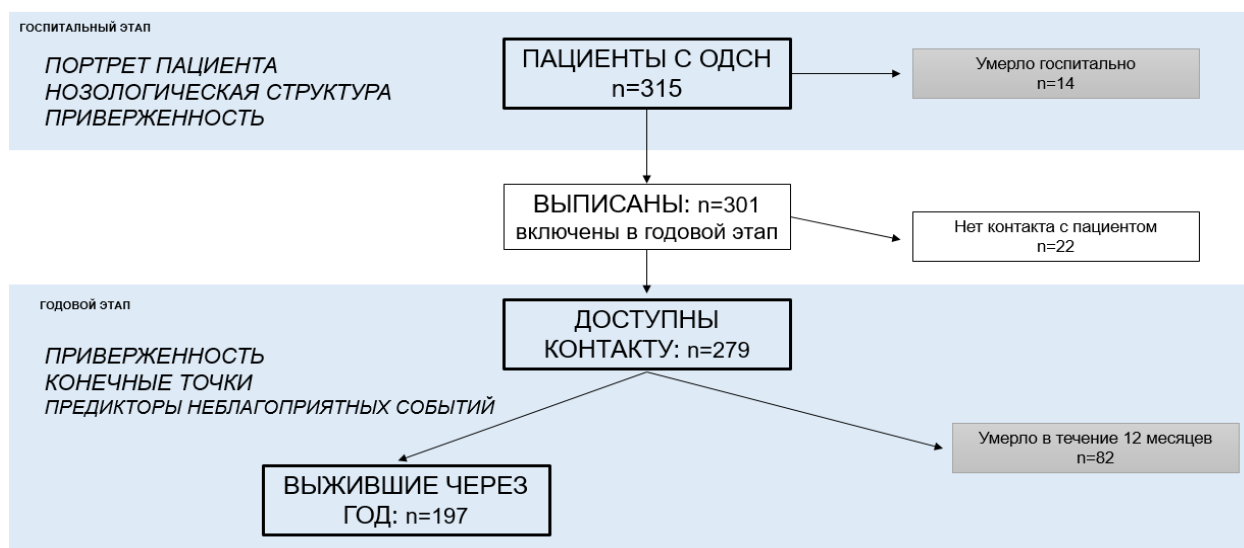 ГОСПИТАЛЬНЫЙ ЭТАП
ПОРТРЕТ ПАЦИЕНТА
НОЗОЛОГИЧЕСКАЯ СТРУКТУРА
ПРИВЕРЖЕННОСТЬ
ПАЦИЕНТЫ С ОДСН
n=315
Умерло госпитально
n=14
ВЫПИСАНЫ: n=301
включены в годовой этап
Нет контакта с пациентом
n=22
ГОДОВОЙ ЭТАП
ПРИВЕРЖЕННОСТЬ
КОНЕЧНЫЕ ТОЧКИ
ПРЕДИКТОРЫ НЕБЛАГОПРИЯТНЫХ СОБЫТИЙ
ДОСТУПНЫ
КОНТАКТУ: n=279
Умерло в течение 12 месяцев
n=82
ВЫЖИВШИЕ ЧЕРЕЗ
ГОД: n=197